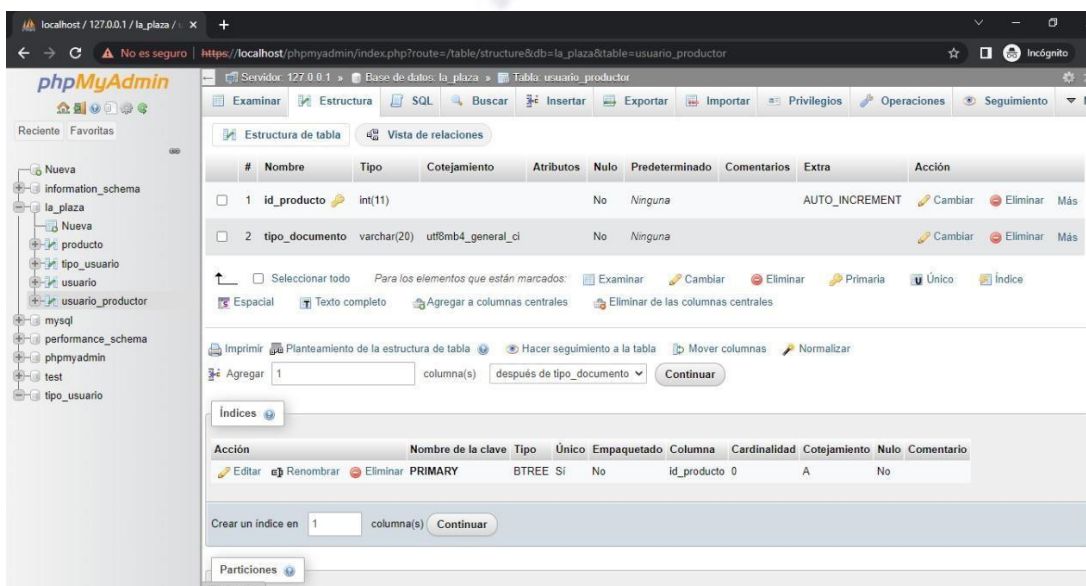 localhost / 127.0.0.1 / la_plaza /
No es seguro https://localhost/phpmyadmin/index.php?route=/table/structure&db=la_plaza&table=usuario_productor Incógnito
phpMyAdmin
Reciente Favoritas
Nueva
information_schema
la_plaza
Nueva
producto
tipo_usuario
usuario
usuario_productor
mysql
performance_schema
phpmyadmin
test
tipo_usuario
Servidor: 127.0.0.1 » Base de datos: la_plaza » Tabla: usuario_productor
Examinar Estructura SQL Buscar Insertar Exportar Importar Privilegios Operaciones Seguimiento
Estructura de tabla Vista de relaciones
# Nombre Tipo Cotejamiento Atributos Nulo Predeterminado Comentarios Extra Acción
1 id_producto int(11) No Ninguna AUTO_INCREMENT Cambiar Eliminar Más
2 tipo_documento varchar(20) utf8mb4_general_ci No Ninguna Cambiar Eliminar Más
Seleccionar todo Para los elementos que están marcados: Examinar Cambiar Eliminar Primaria Único Índice
Espacial Texto completo Agregar a columnas centrales Eliminar de las columnas centrales
Imprimir Planteamiento de la estructura de tabla Hacer seguimiento a la tabla Mover columnas Normalizar
Agregar 1 columna(s) después de tipo_documento Continuar
Índices
Acción Nombre de la clave Tipo Único Empaquetado Columna Cardinalidad Cotejamiento Nulo Comentario
Editar Renombrar Eliminar PRIMARY BTREE Sí No id_producto 0 A No
Crear un índice en 1 columna(s) Continuar
Particiones